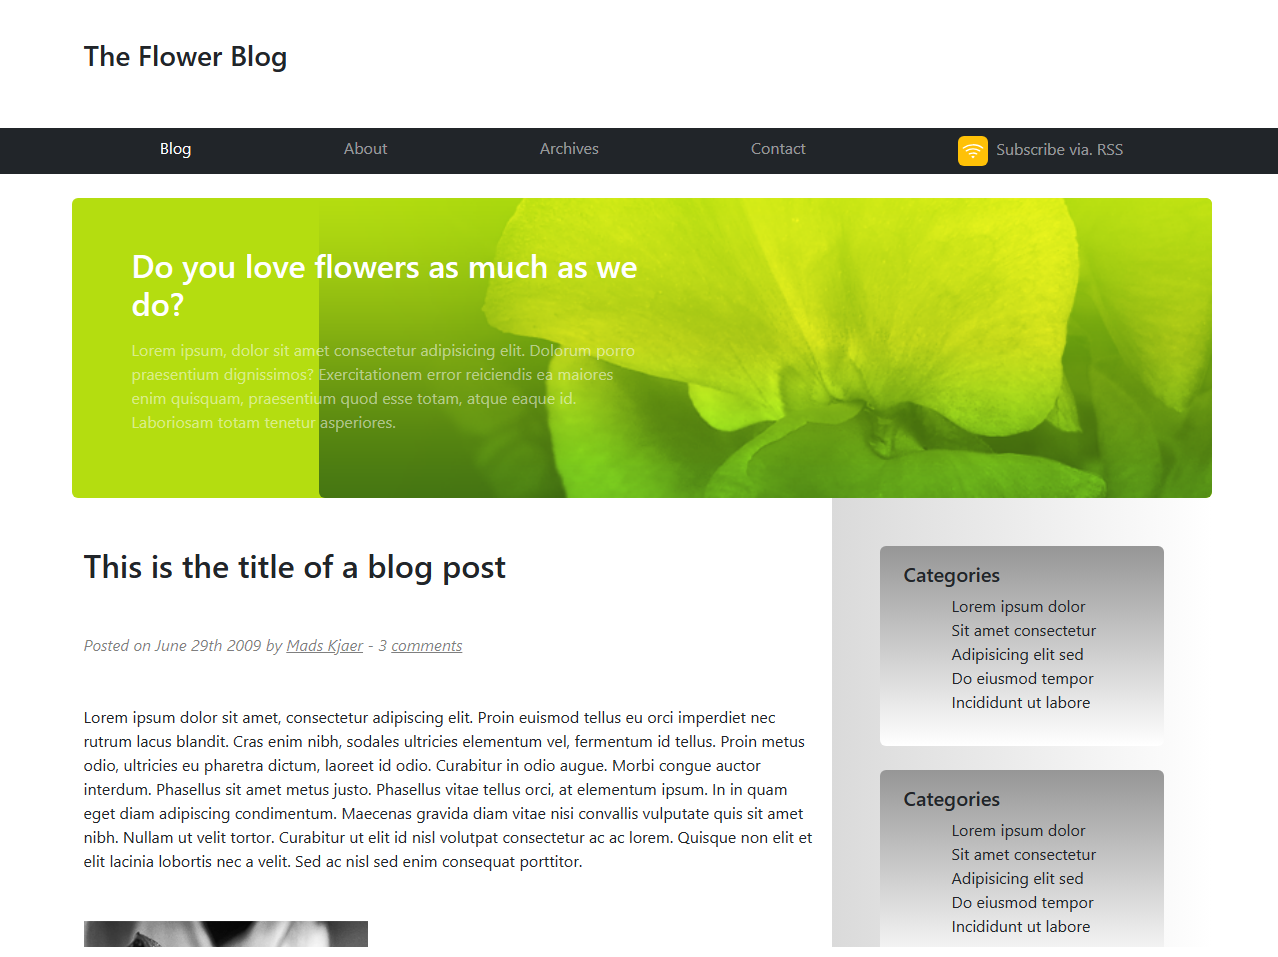 The Flower Blog
Blog
About
Archives
Contact
Subscribe via. RSS
Do you love flowers as much as we
do?
Lorem ipsum, dolor sit amet consectetur adipisicing elit. Dolorum porro
praesentium dignissimos? Exercitationem error reiciendis ea maiores
enim quisquam, praesentium quod esse totam, atque eaque id.
Laboriosam totam tenetur asperiores.
This is the title of a blog post
Posted on June 29th 2009 by Mads Kjaer - 3 comments
Lorem ipsum dolor sit amet, consectetur adipiscing elit. Proin euismod tellus eu orci imperdiet nec
rutrum lacus blandit. Cras enim nibh, sodales ultricies elementum vel, fermentum id tellus. Proin metus
odio, ultricies eu pharetra dictum, laoreet id odio. Curabitur in odio augue. Morbi congue auctor
interdum. Phasellus sit amet metus justo. Phasellus vitae tellus orci, at elementum ipsum. In in quam
eget diam adipiscing condimentum. Maecenas gravida diam vitae nisi convallis vulputate quis sit amet
nibh. Nullam ut velit tortor. Curabitur ut elit id nisl volutpat consectetur ac ac lorem. Quisque non elit et
elit lacinia lobortis nec a velit. Sed ac nisl sed enim consequat porttitor.
Categories
Lorem ipsum dolor
Sit amet consectetur
Adipisicing elit sed
Do eiusmod tempor
Incididunt ut labore
Categories
Lorem ipsum dolor
Sit amet consectetur
Adipisicing elit sed
Do eiusmod tempor
Incididunt ut labore